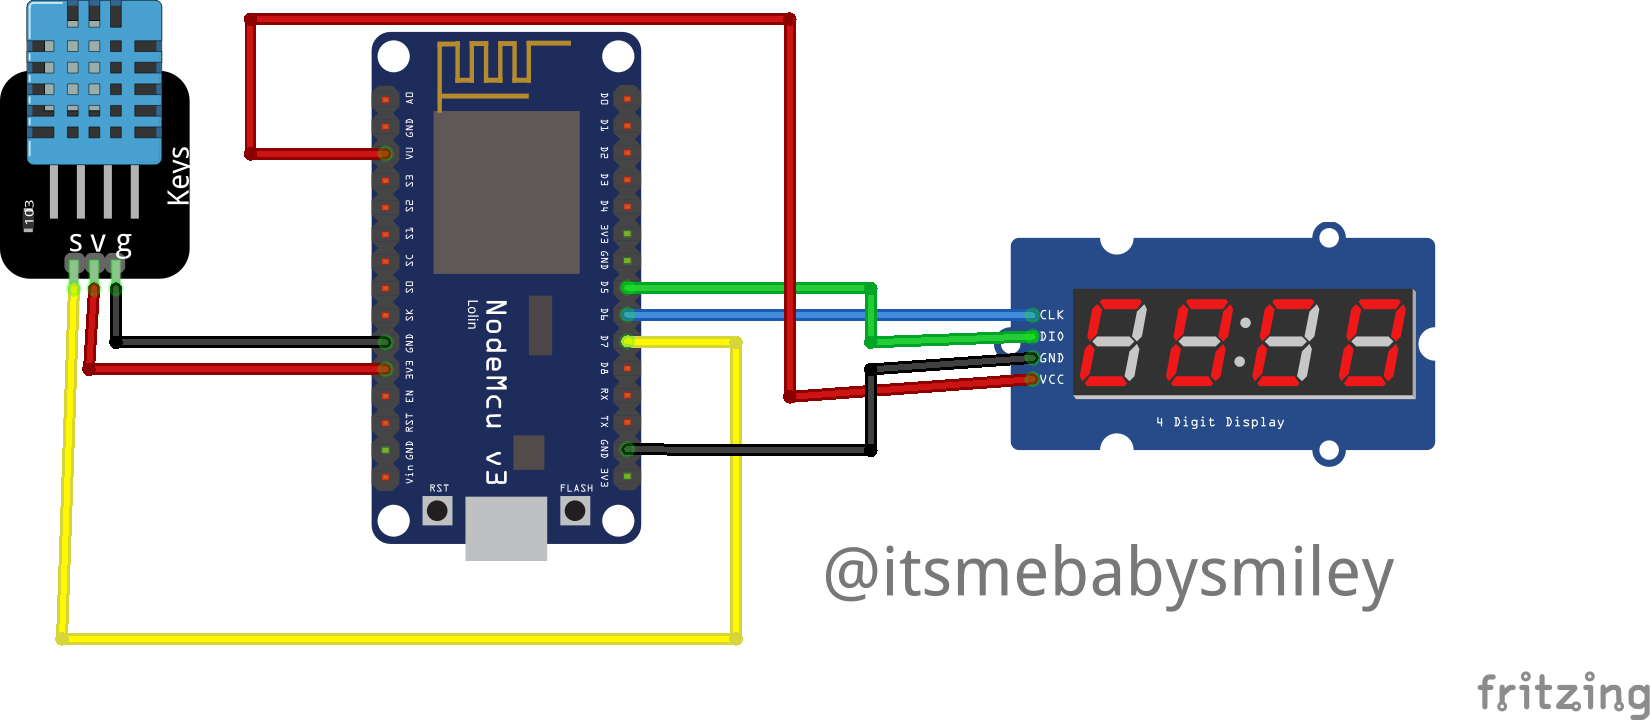 Keys
103
s v g
A0
GND
VU
S3
S2
S1
SC
S0
SK
GND
3V3
EN
RST
GND
Vin
D0
D1
D2
D3
D4
3V3
GND
D5
D6
D7
D8
RX
TX
GND
3V3
NodeMcu v3
Lolin
RST
FLASH
CLK
DIO
GND
VCC
4 Digit Display
@itsmebabysmiley
fritzing